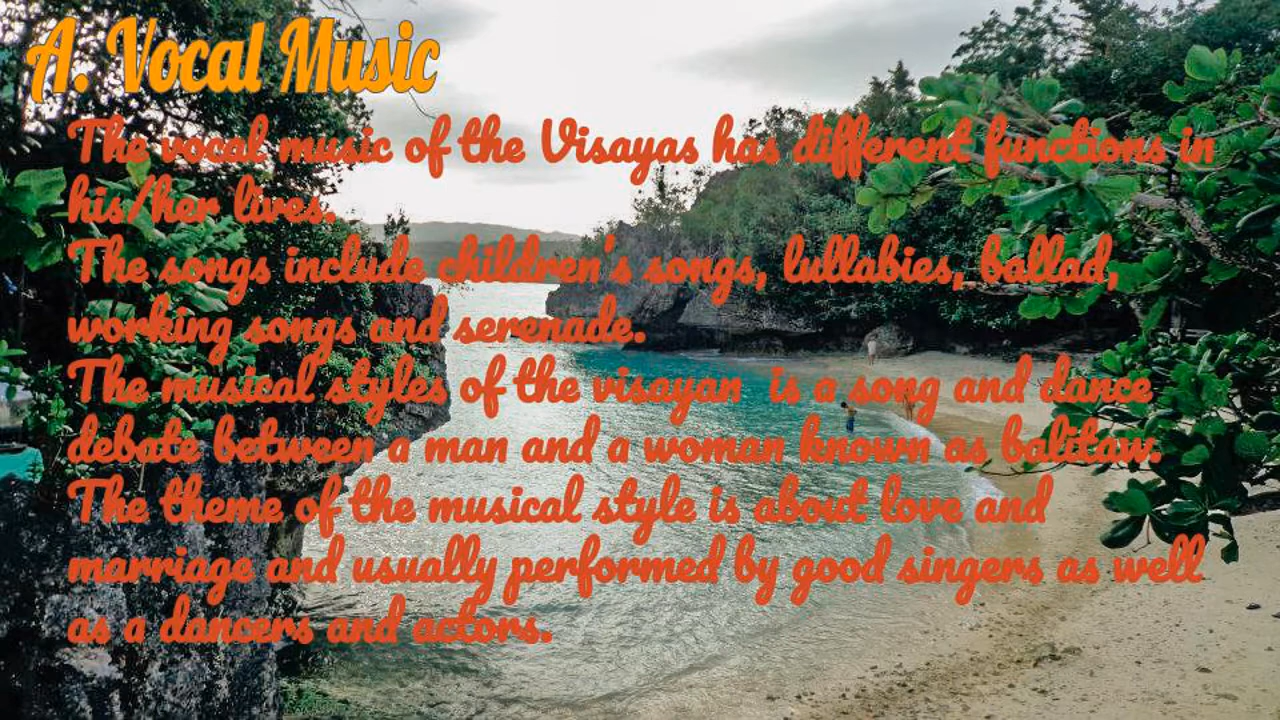 A. Vocal Music
The vocal music of the Visayas has different functions in
his/her lives.
The songs include children's songs, lullabies, ballad,
working songs and serenade.
The musical styles of the visayan is a song and dance
debate between a man and a woman known as balitaw.
The theme of the musical style is about love and
marriage and usually performed by good singers as well
as a dancers and actors.